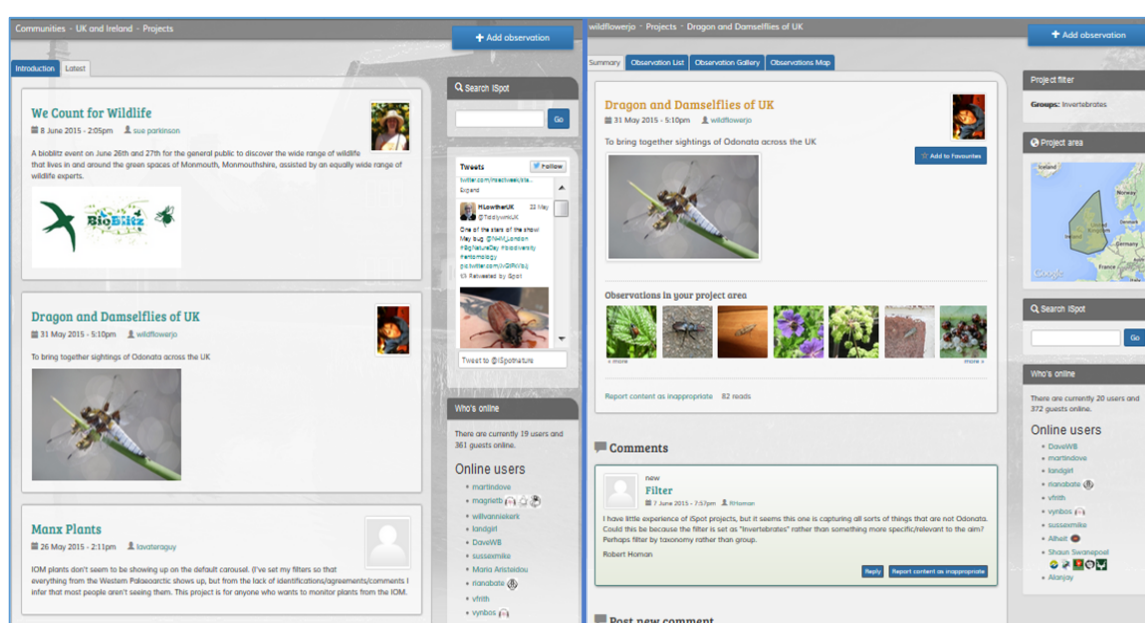 Communities - UK and Ireland - Projects
+ Add observation
Introduction
Latest
We Count for Wildlife
8 June 2015 - 2:05pm sue parkinson
A bioblitz event on June 26th and 27th for the general public to discover the wide range of wildlife
that lives in and around the green spaces of Monmouth, Monmouthshire, assisted by an equally wide range of
wildlife experts.
BioBlitz
Dragon and Damselflies of UK
31 May 2015 - 5:10pm wildflowerjo
To bring together sightings of Odonata across the UK
Manx Plants
26 May 2015 - 2:11pm lavateraguy
IOM plants don't seem to be showing up on the default carousel. (I've set my filters so that
everything from the Western Palaeoarctic shows up, but from the lack of identifications/agreements/comments I
infer that most people aren't seeing them. This project is for anyone who wants to monitor plants from the IOM.
Search iSpot
Go
Tweets
Follow
Expand
HLowtherUK 22 May
@TiddlywinkUK
One of the stars of the show!
May bug @NHM_London
#BigNatureDay #biodiversity
#entomology
Retweeted by iSpot
Tweet to @iSpotnature
Who's online
There are currently 19 users and
361 guests online.
Online users
martindove
magrietb
willvanniekerk
landgirl
DaveWB
sussexmike
Maria Ansteidou
rianabate
vfrith
vynbos
wildflowerjo - Projects - Dragon and Damselflies of UK
+ Add observation
Summary
Observation List
Observation Gallery
Observations Map
Dragon and Damselflies of UK
31 May 2015 - 5:10pm wildflowerjo
To bring together sightings of Odonata across the UK
Add to Favourites
Observations in your project area
« more
more »
Report content as inappropriate 82 reads
Comments
new
Filter
7 June 2015 - 7:57pm RHoman
I have little experience of iSpot projects, but it seems this one is capturing all sorts of things that are not Odonata.
Could this be because the filter is set as "Invertebrates" rather than something more specific/relevant to the aim?
Perhaps filter by taxonomy rather than group.
Robert Homan
Reply
Report content as inappropriate
Post new comment
Project filter
Groups: Invertebrates
Project area
Iceland
Norway
Denmark
United Kingdom
Ireland
Germany
France
Google
Search iSpot
Go
Who's online
There are currently 20 users and
372 guests online.
Online users
DaveWB
martindove
landgirl
rianabate
vfrith
vynbos
sussexmike
Alheit
Shaun Swanepoel
Alanjay